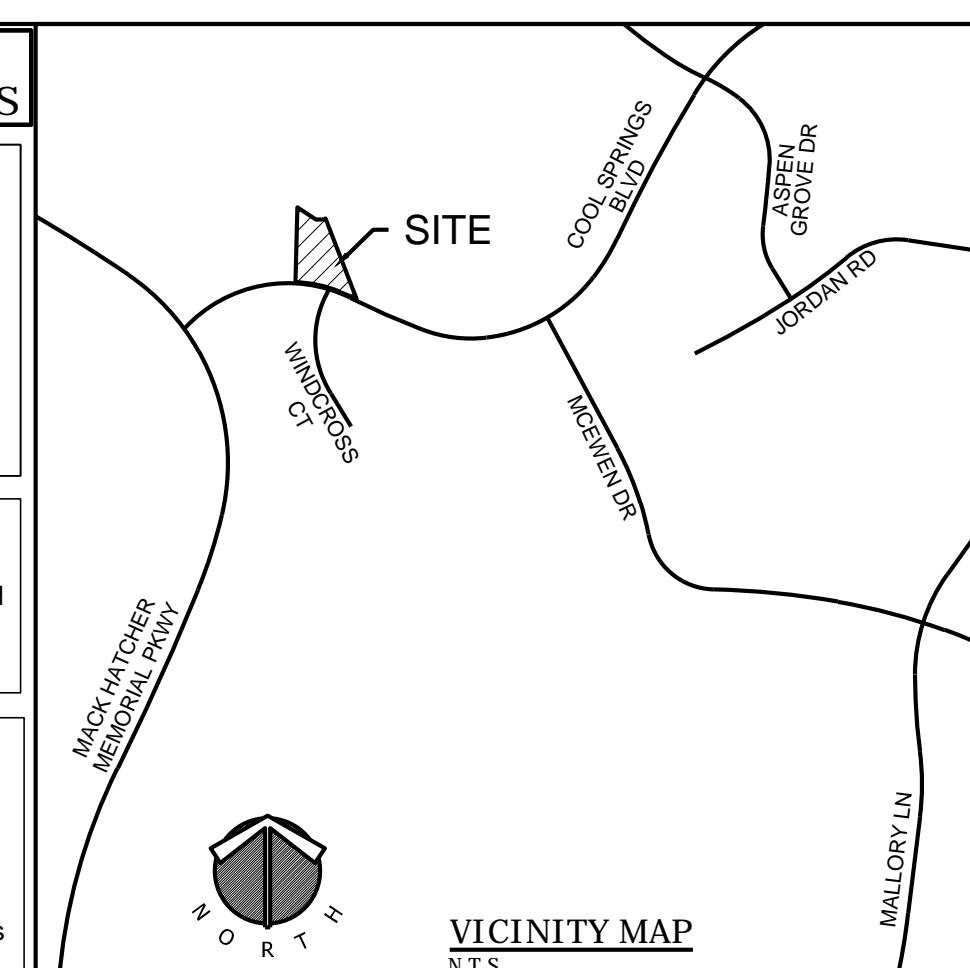 S
COOL SPRINGS
BLVD
ASPEN
GROVE DR
SITE
JORDAN RD
WINDCROSS
CT
MCEWEN DR
MACK HATCHER
MEMORIAL PKWY
MALLORY LN
NORTH
VICINITY MAP
N.T.S.
s